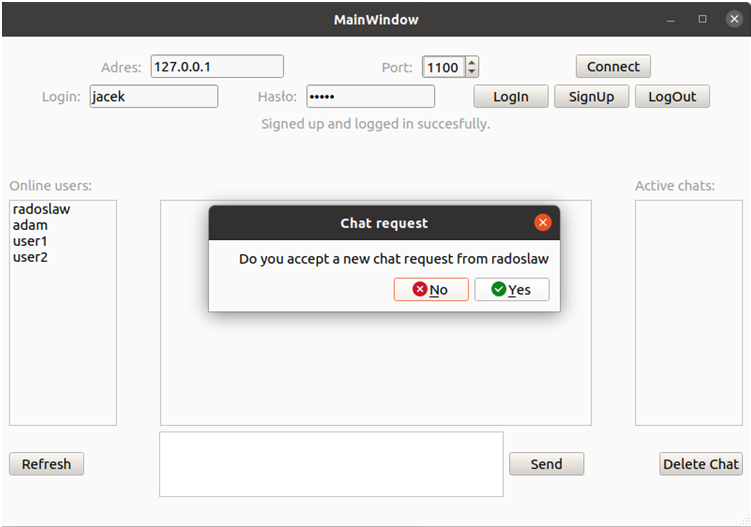 MainWindow
Adres: 127.0.0.1 Port: 1100 Connect
Login: jacek Hasło: ••••• LogIn SignUp LogOut
Signed up and logged in succesfully.
Online users: Active chats:
radoslaw
adam
user1
user2
Chat request
Do you accept a new chat request from radoslaw
No Yes
Refresh Send Delete Chat